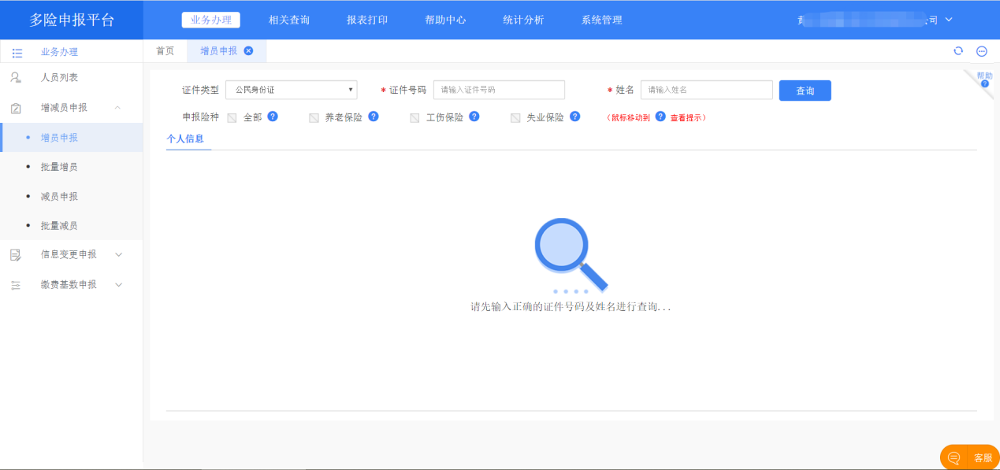 多险申报平台
业务办理 相关查询 报表打印 帮助中心 统计分析 系统管理
司
业务办理
首页 增员申报
人员列表
增减员申报
增员申报
批量增员
减员申报
批量减员
信息变更申报
缴费基数申报
证件类型 公民身份证 * 证件号码 请输入证件号码 * 姓名 请输入姓名 查询
帮助
申报险种 全部 养老保险 工伤保险 失业保险 (鼠标移动到 查看提示)
个人信息
请先输入正确的证件号码及姓名进行查询...
客服